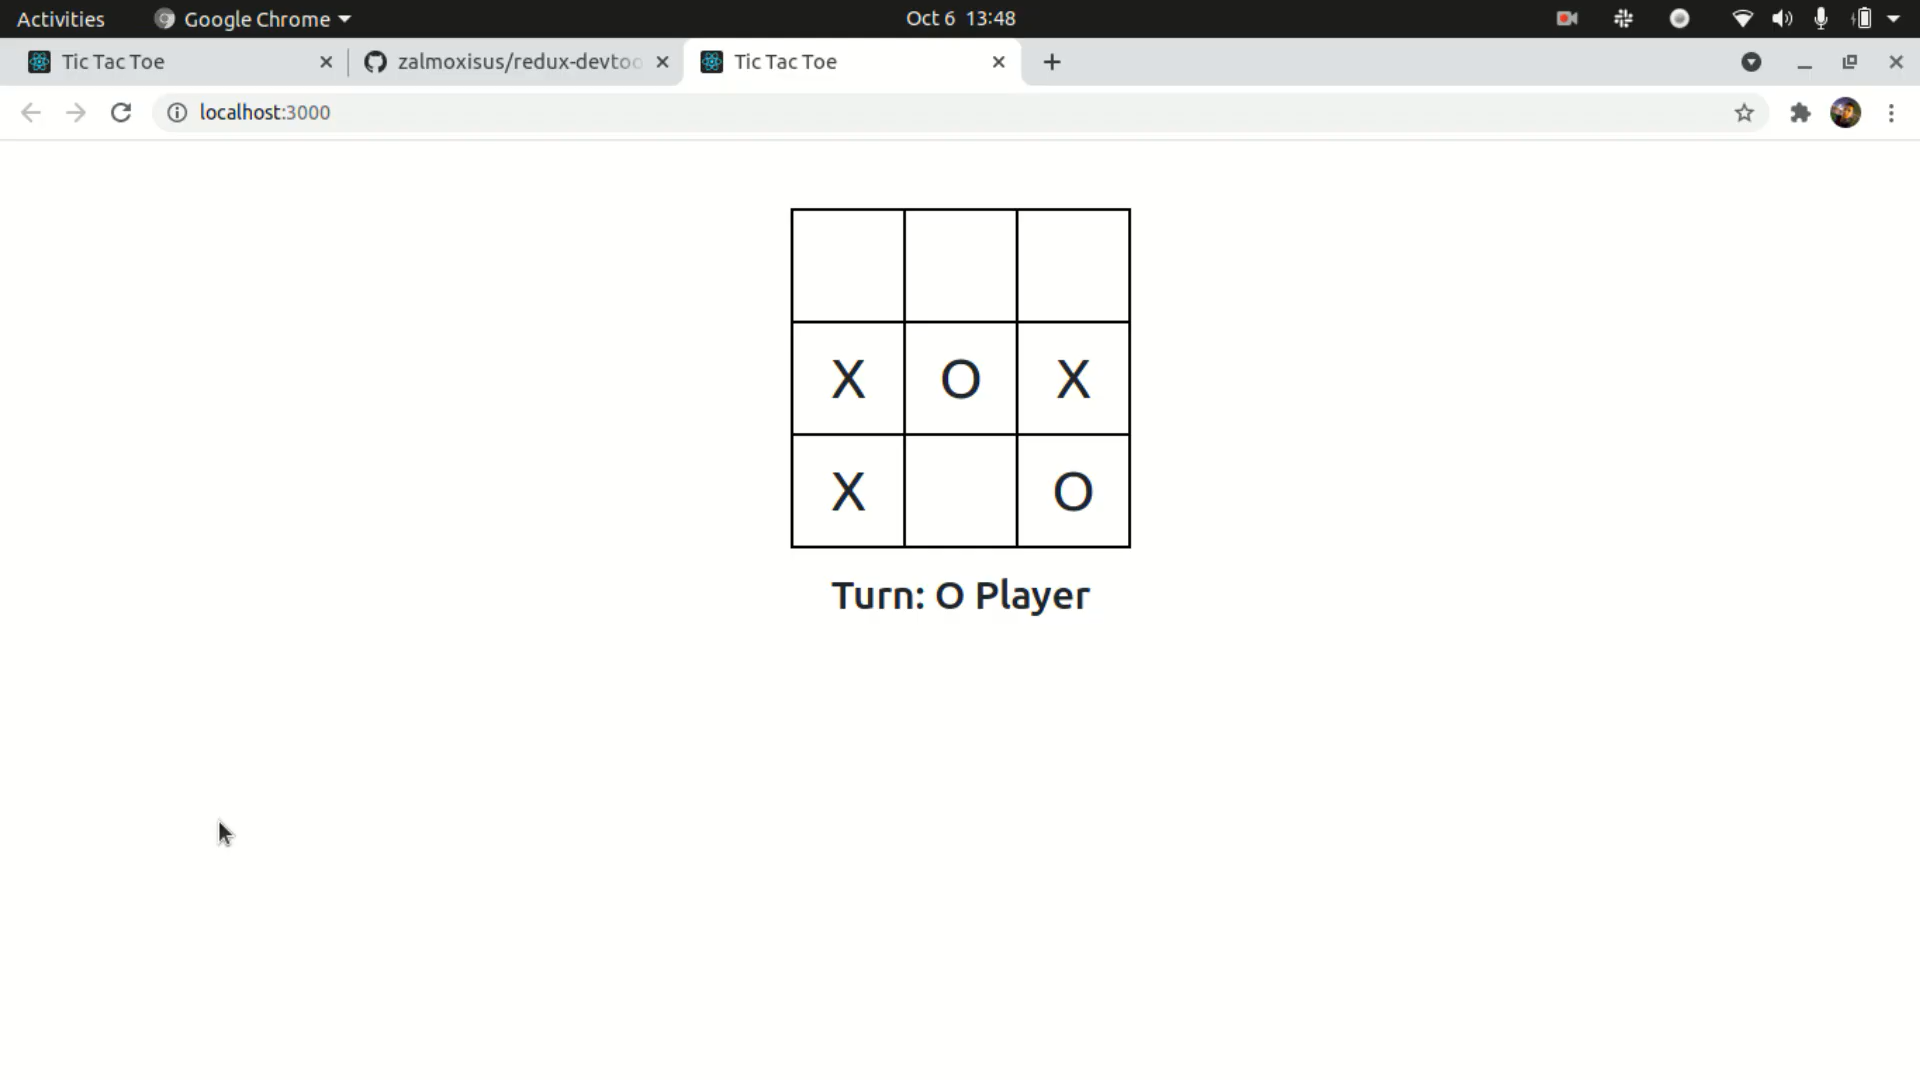 Activities Google Chrome Oct 6 13:48
Tic Tac Toe zalmoxisus/redux-devtoo Tic Tac Toe
localhost:3000
X O X
X O
Turn: O Player